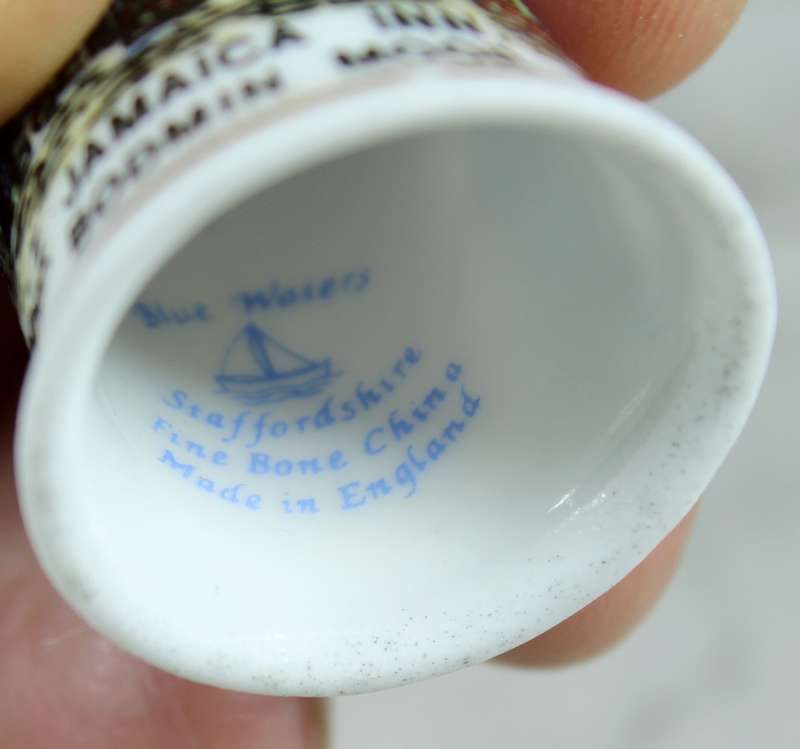 JAMAICA INN
BODMIN MOOR
Blue Waters
Staffordshire
Fine Bone China
Made in England